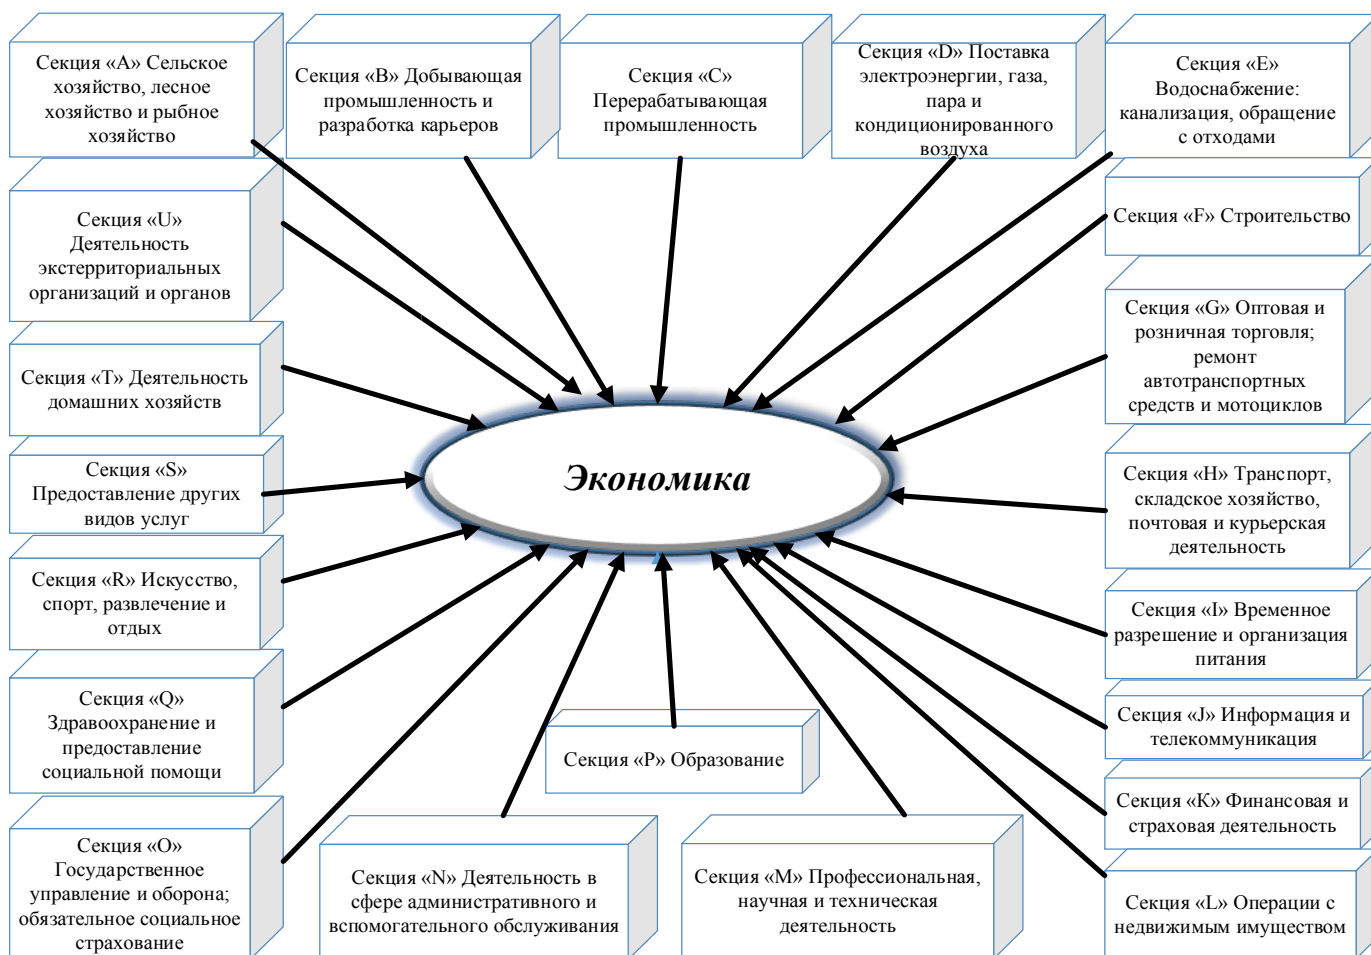 Секция «A» Сельское
хозяйство, лесное
хозяйство и рыбное
хозяйство
Секция «B» Добывающая
промышленность и
разработка карьеров
Секция «C»
Перерабатывающая
промышленность
Секция «D» Поставка
электроэнергии, газа,
пара и
кондиционированного
воздуха
Секция «E»
Водоснабжение:
канализация, обращение
с отходами
Секция «F» Строительство
Секция «G» Оптовая и
розничная торговля;
ремонт
автотранспортных
средств и мотоциклов
Секция «H» Транспорт,
складское хозяйство,
почтовая и курьерская
деятельность
Секция «I» Временное
разрешение и организация
питания
Секция «J» Информация и
телекоммуникация
Секция «K» Финансовая и
страховая деятельность
Секция «L» Операции с
недвижимым имуществом
Секция «M» Профессиональная,
научная и техническая
деятельность
Секция «N» Деятельность в
сфере административного и
вспомогательного обслуживания
Секция «O»
Государственное
управление и оборона;
обязательное социальное
страхование
Секция «P» Образование
Секция «Q»
Здравоохранение и
предоставление
социальной помощи
Секция «R» Искусство,
спорт, развлечение и
отдых
Секция «S»
Предоставление других
видов услуг
Секция «T» Деятельность
домашних хозяйств
Секция «U»
Деятельность
экстерриториальных
организаций и органов
Экономика